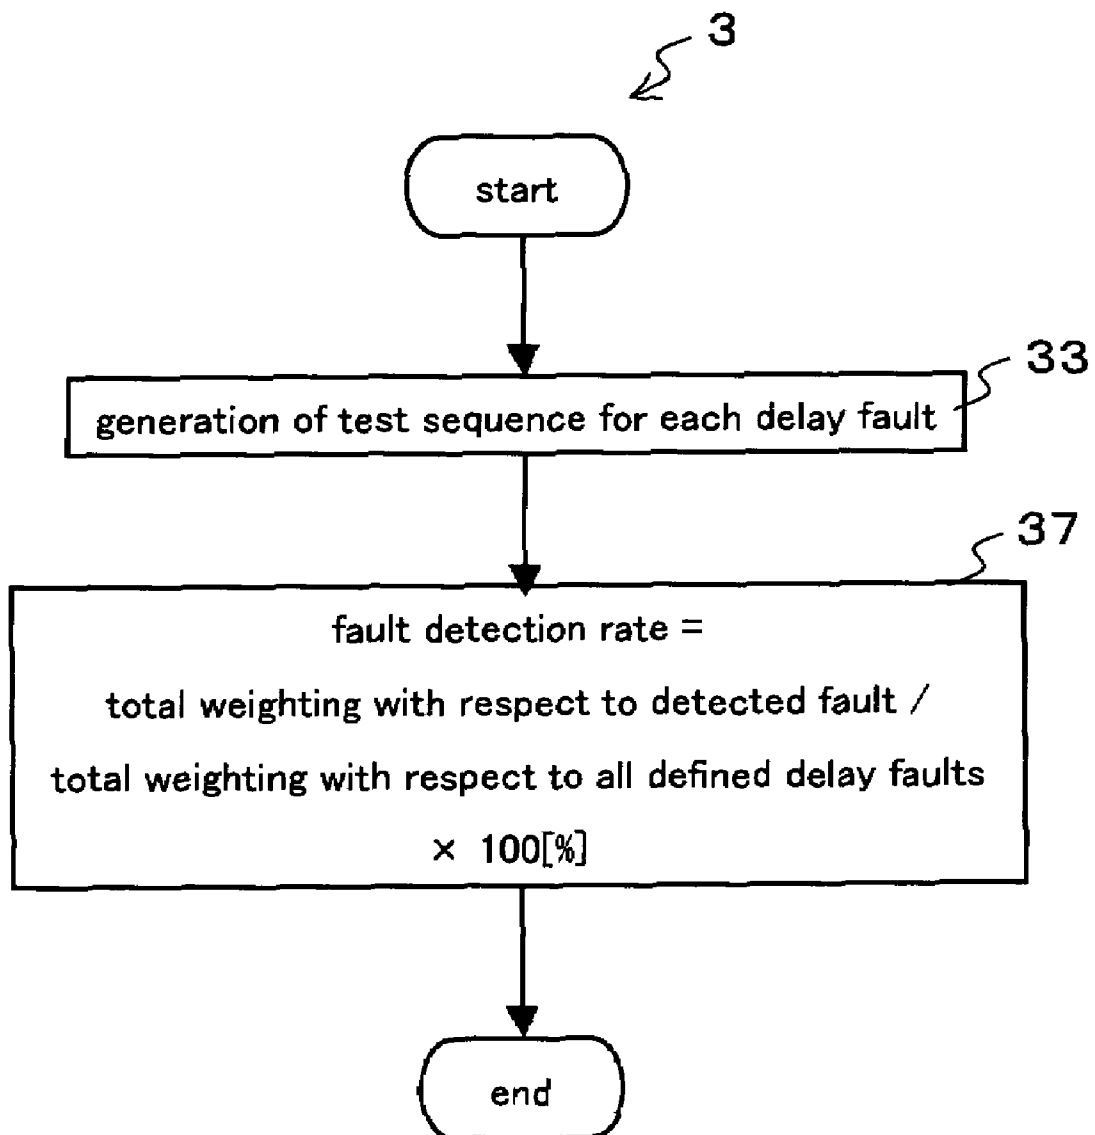 3
start
33
generation of test sequence for each delay fault
37
fault detection rate =
total weighting with respect to detected fault /
total weighting with respect to all defined delay faults
× 100[%]
end